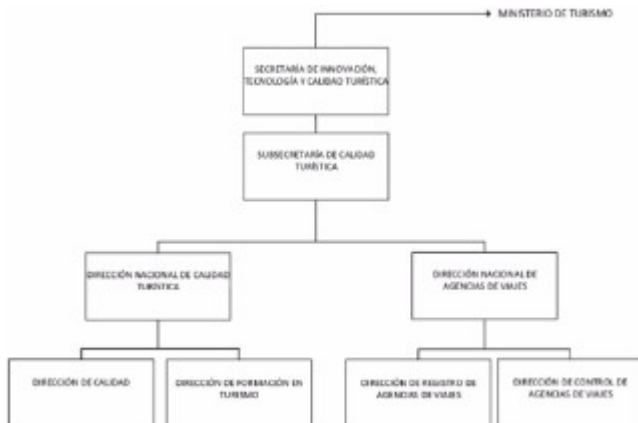 MINISTERIO DE TURISMO
SECRETARÍA DE INNOVACIÓN,
TECNOLOGÍA Y CALIDAD TURÍSTICA
SUBSECRETARÍA DE CALIDAD
TURÍSTICA
DIRECCIÓN NACIONAL DE CALIDAD
TURÍSTICA
DIRECCIÓN NACIONAL DE
AGENCIAS DE VIAJES
DIRECCIÓN DE CALIDAD
DIRECCIÓN DE FORMACIÓN EN
TURISMO
DIRECCIÓN DE REGISTRO DE
AGENCIAS DE VIAJES
DIRECCIÓN DE CONTROL DE
AGENCIAS DE VIAJES